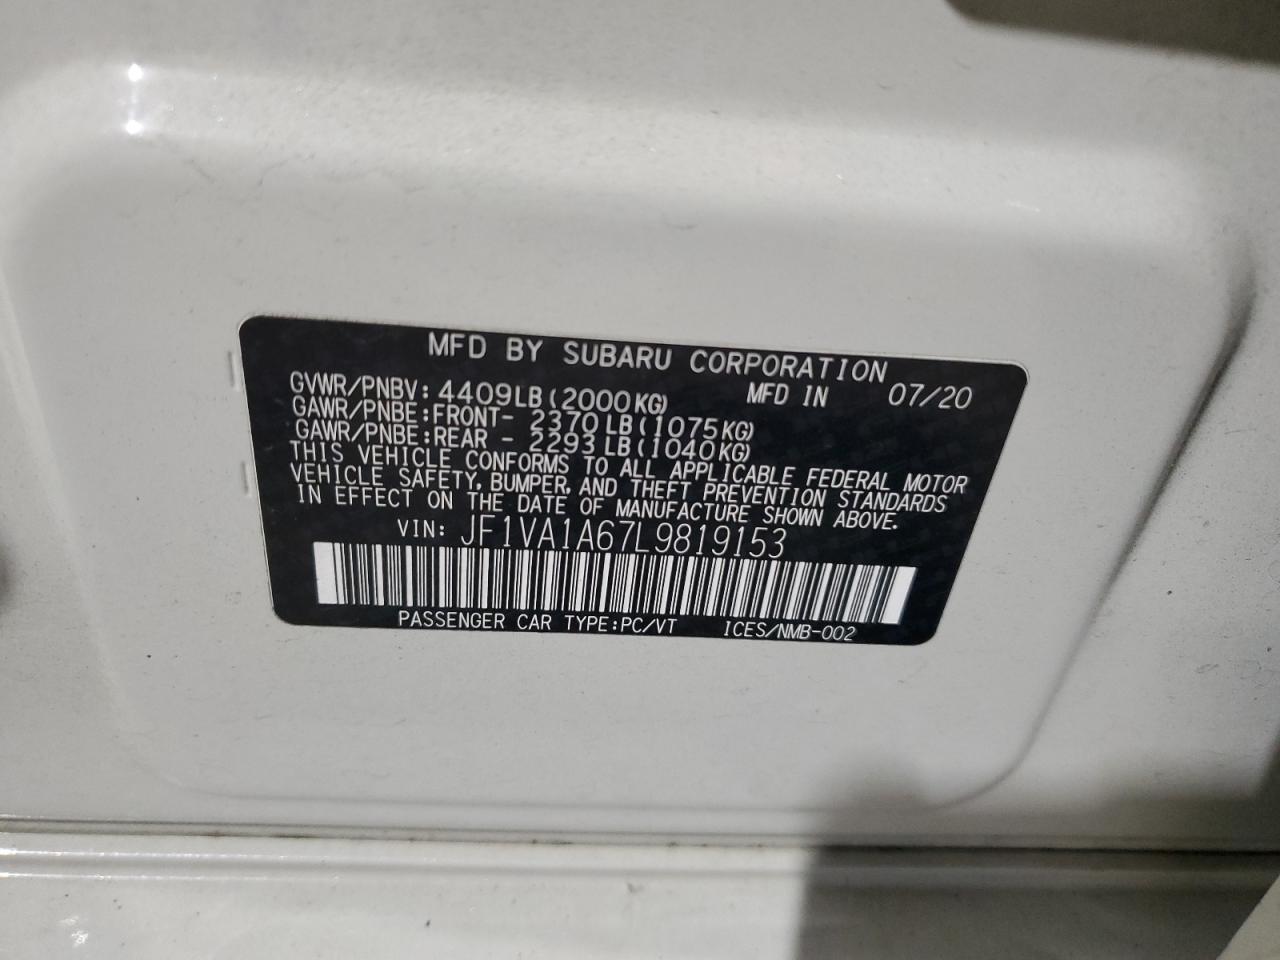 MFD BY SUBARU CORPORATION
GVWR/PNBV: 4409LB(2000KG) MFD IN 07/20
GAWR/PNBE:FRONT- 2370LB(1075KG)
GAWR/PNBE:REAR - 2293LB(1040KG)
THIS VEHICLE CONFORMS TO ALL APPLICABLE FEDERAL MOTOR
VEHICLE SAFETY, BUMPER, AND THEFT PREVENTION STANDARDS
IN EFFECT ON THE DATE OF MANUFACTURE SHOWN ABOVE.
VIN: JF1VA1A67L9819153
PASSENGER CAR TYPE:PC/VT ICES/NMB-002